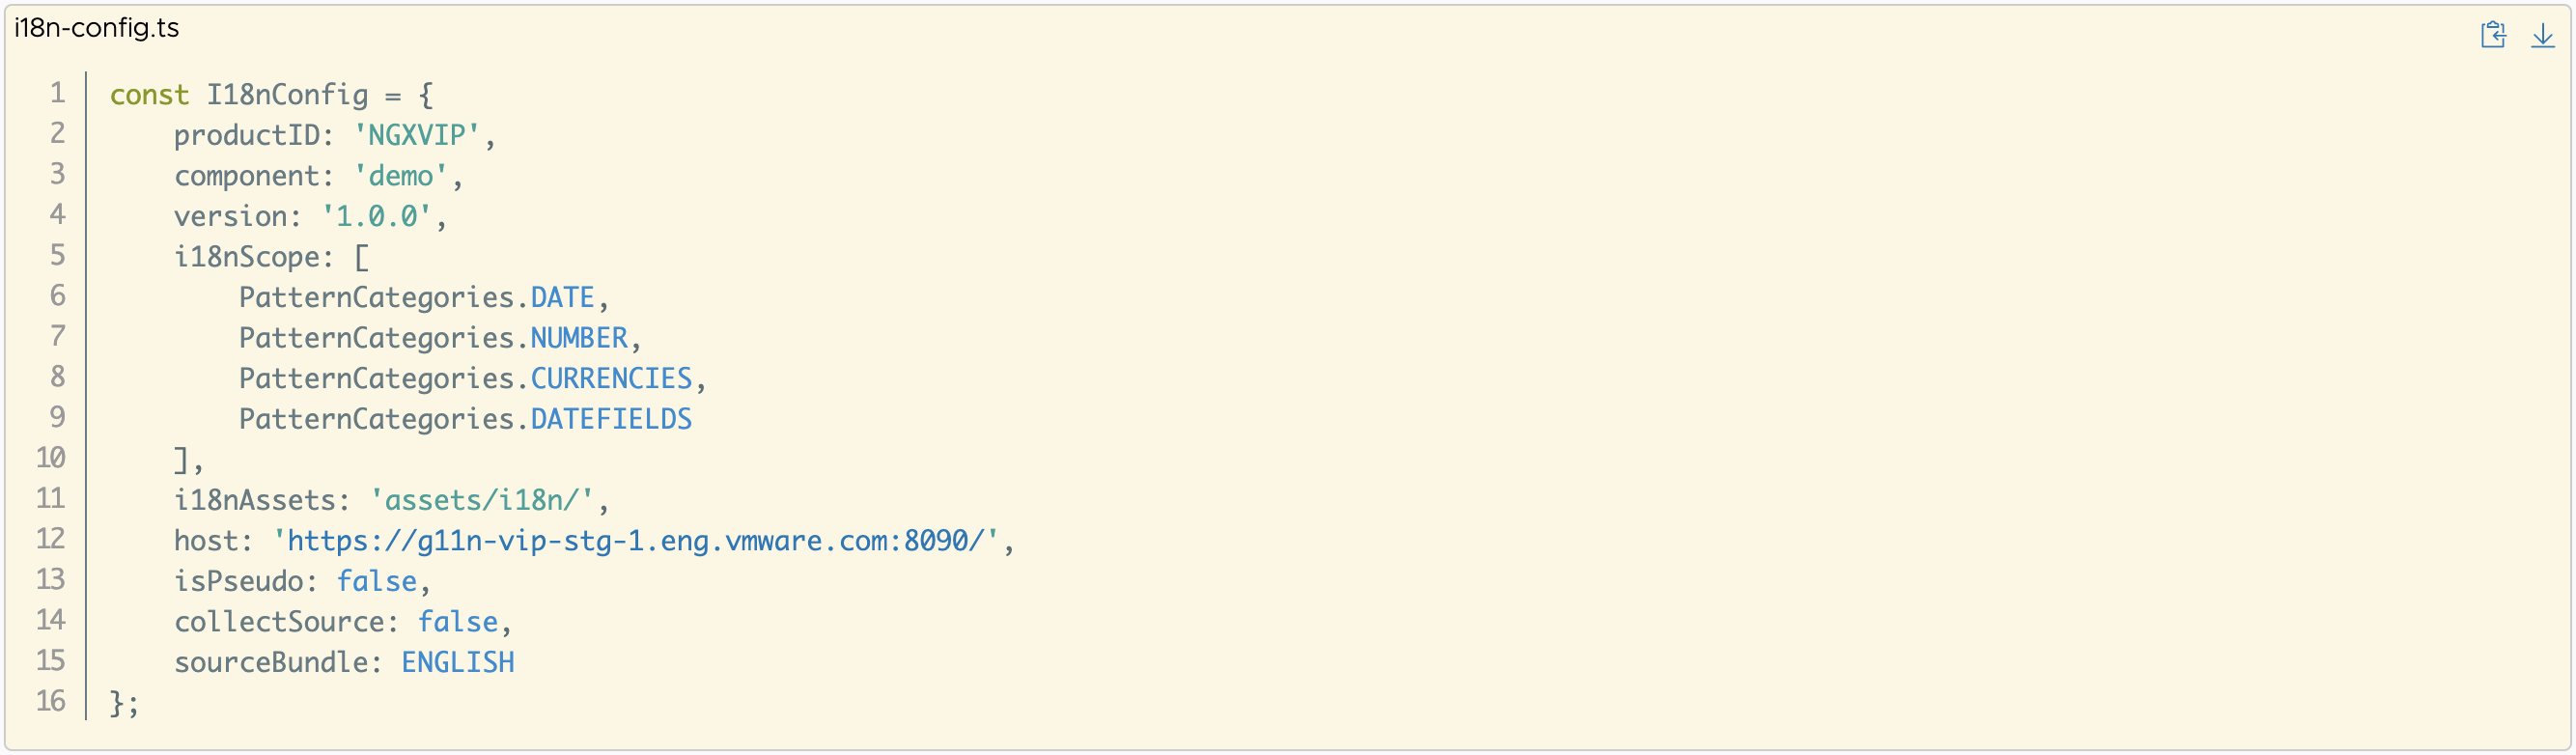 i18n-config.ts
1 const I18nConfig = {
2     productID: 'NGXVIP',
3     component: 'demo',
4     version: '1.0.0',
5     i18nScope: [
6         PatternCategories.DATE,
7         PatternCategories.NUMBER,
8         PatternCategories.CURRENCIES,
9         PatternCategories.DATEFIELDS
10     ],
11     i18nAssets: 'assets/i18n/',
12     host: 'https://g11n-vip-stg-1.eng.vmware.com:8090/',
13     isPseudo: false,
14     collectSource: false,
15     sourceBundle: ENGLISH
16 };